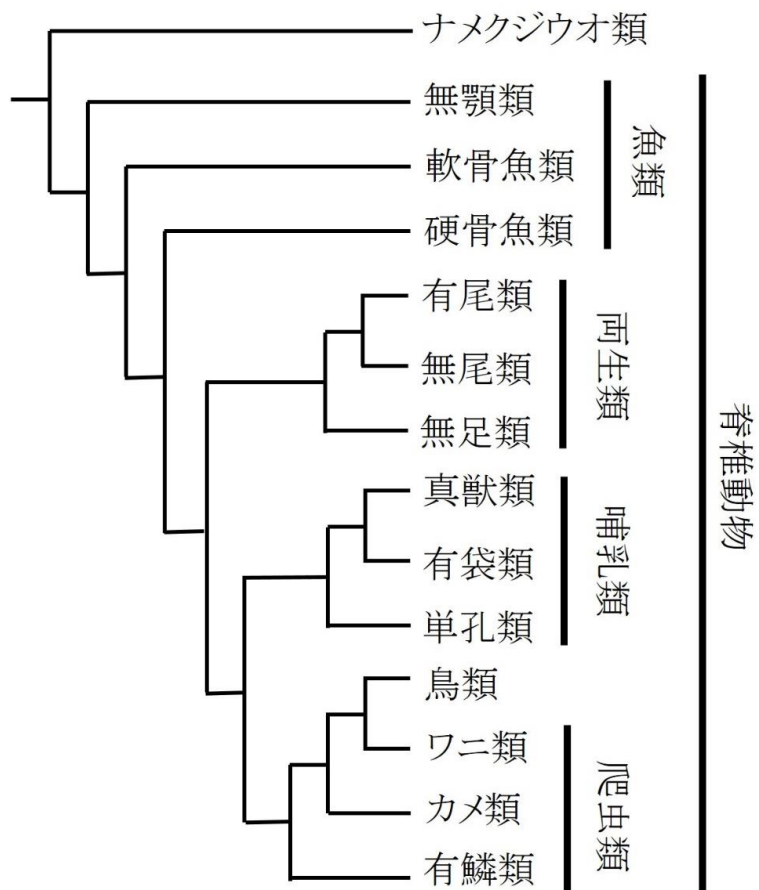 ナメクジウオ類
無顎類
軟骨魚類
硬骨魚類
有尾類
無尾類
無足類
真獣類
有袋類
単孔類
鳥類
ワニ類
カメ類
有鱗類
魚類
両生類
哺乳類
爬虫類
脊椎動物